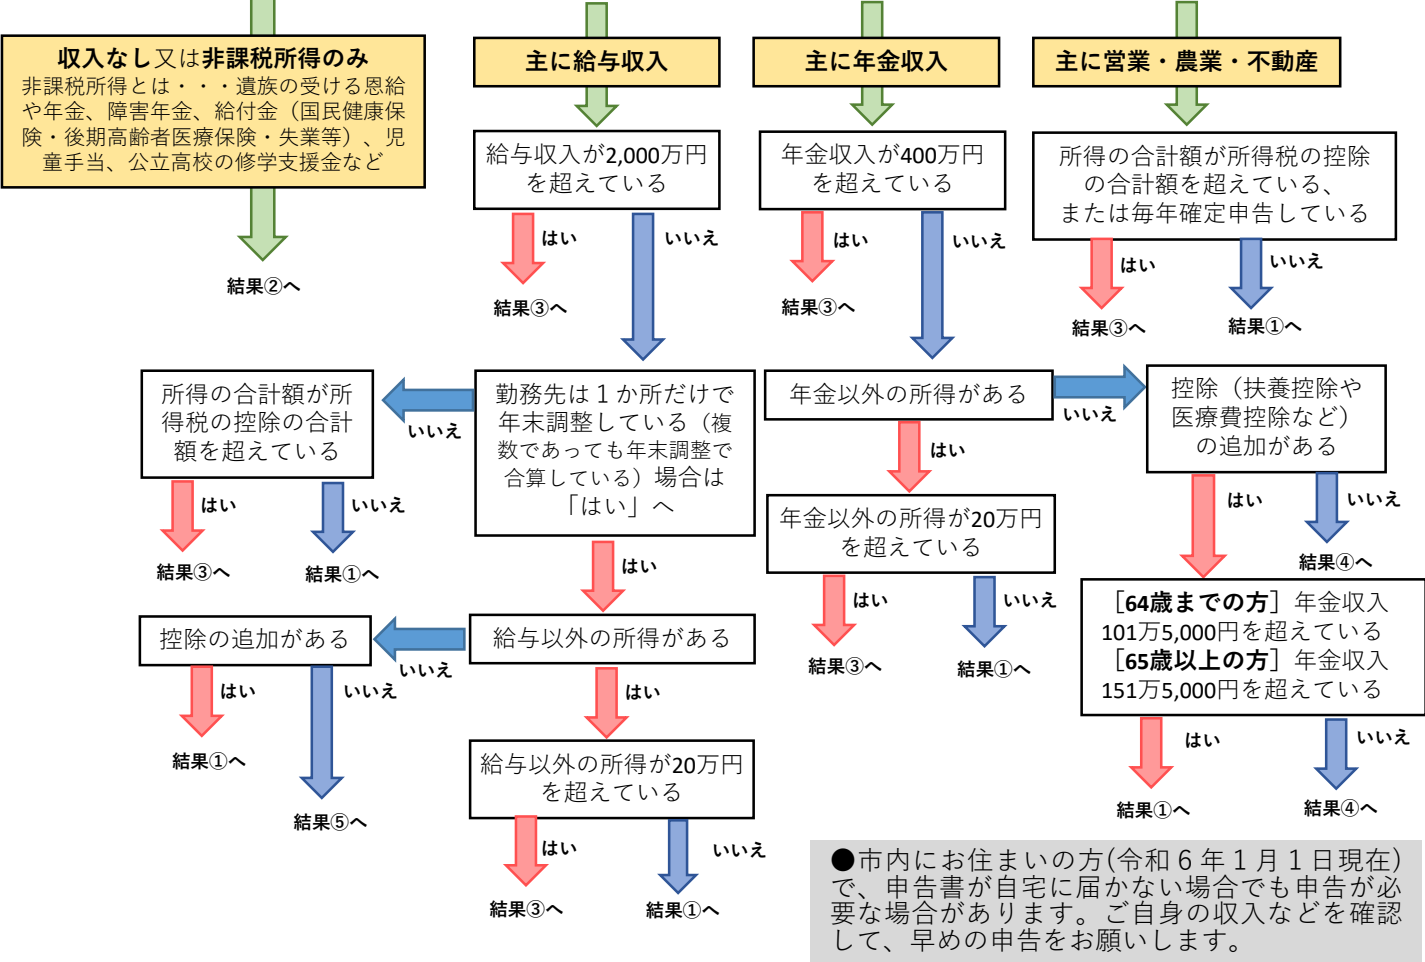 収入なし又は非課税所得のみ
非課税所得とは・・・遺族の受ける恩給
や年金、障害年金、給付金（国民健康保
険・後期高齢者医療保険・失業等）、児
童手当、公立高校の修学支援金など
結果②へ
主に給与収入
給与収入が2,000万円
を超えている
はい
いいえ
結果③へ
勤務先は１か所だけで
年末調整している（複
数であっても年末調整で
合算している）場合は
「はい」へ
いいえ
所得の合計額が所
得税の控除の合計
額を超えている
はい
いいえ
結果③へ
結果①へ
はい
給与以外の所得がある
いいえ
控除の追加がある
はい
いいえ
結果①へ
結果⑤へ
はい
給与以外の所得が20万円
を超えている
はい
いいえ
結果③へ
結果①へ
主に年金収入
年金収入が400万円
を超えている
はい
いいえ
結果③へ
年金以外の所得がある
いいえ
はい
年金以外の所得が20万円
を超えている
はい
いいえ
結果③へ
結果①へ
控除（扶養控除や
医療費控除など）
の追加がある
はい
いいえ
結果④へ
［64歳までの方］年金収入
101万5,000円を超えている
［65歳以上の方］年金収入
151万5,000円を超えている
はい
いいえ
結果①へ
結果④へ
主に営業・農業・不動産
所得の合計額が所得税の控除
の合計額を超えている、
または毎年確定申告している
はい
いいえ
結果③へ
結果①へ
●市内にお住まいの方(令和６年１月１日現在)
で、申告書が自宅に届かない場合でも申告が必
要な場合があります。ご自身の収入などを確認
して、早めの申告をお願いします。